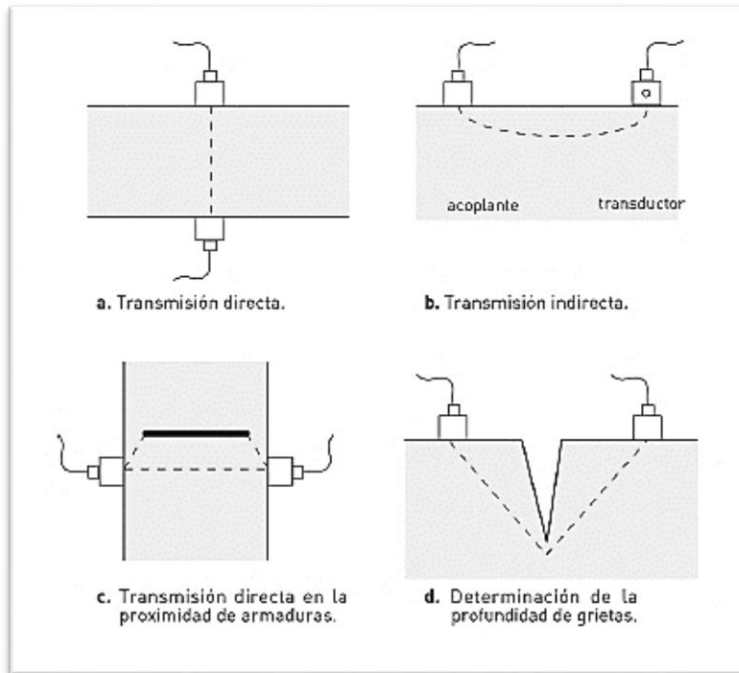 acoplante
transductor
a. Transmisión directa.
b. Transmisión indirecta.
c. Transmisión directa en la
proximidad de armaduras.
d. Determinación de la
profundidad de grietas.